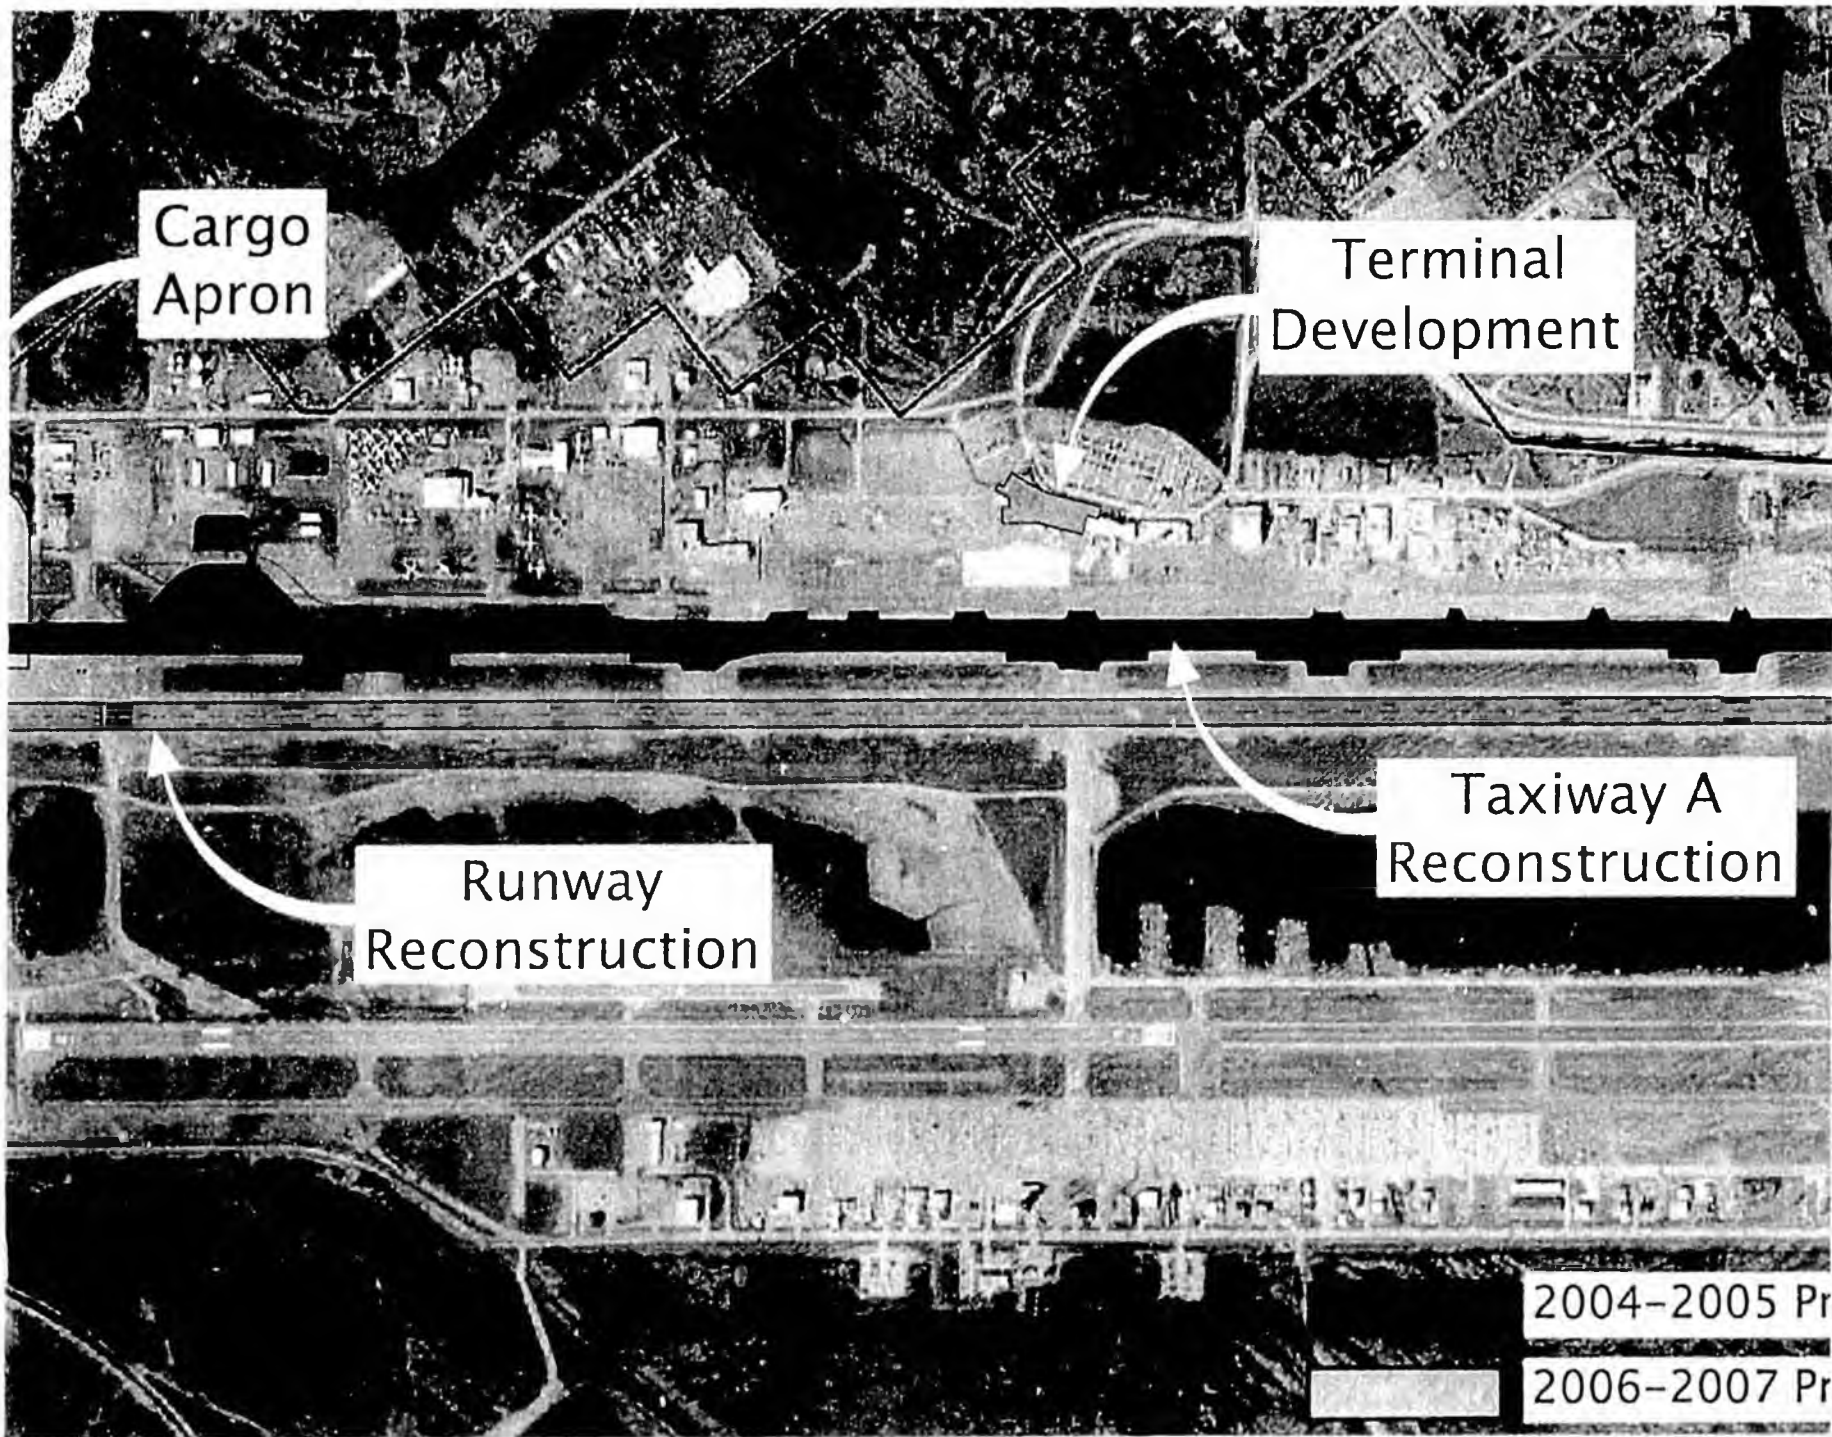 Cargo
Apron
Terminal
Development
Taxiway A
Reconstruction
Runway
Reconstruction
2004–2005 Pr
2006–2007 Pr